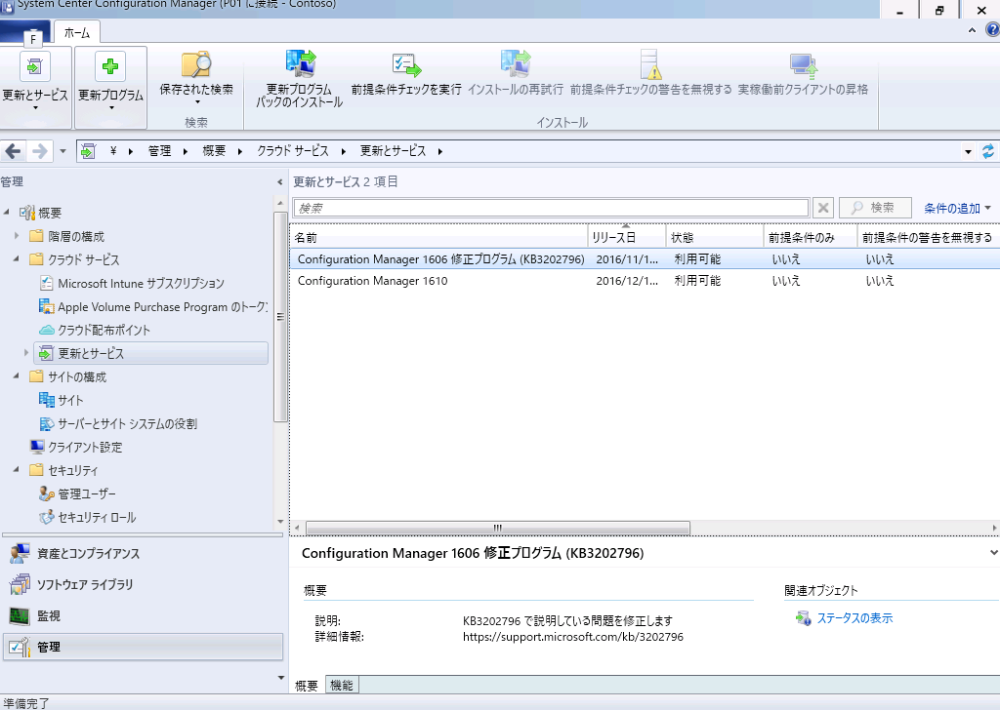 System Center Configuration Manager (P01 に接続 - Contoso)
F
ホーム
更新とサービス
更新プログラム
保存された検索
更新プログラム
パックのインストール
前提条件チェックを実行
インストールの再試行
前提条件チェックの警告を無視する
実稼働前クライアントの昇格
検索
インストール
¥
管理
概要
クラウド サービス
更新とサービス
管理
更新とサービス 2 項目
検索
検索
条件の追加
概要
階層の構成
クラウド サービス
Microsoft Intune サブスクリプション
Apple Volume Purchase Program のトーク
クラウド配布ポイント
更新とサービス
サイトの構成
サイト
サーバーとサイト システムの役割
クライアント設定
セキュリティ
管理ユーザー
セキュリティ ロール
名前 リリース日 状態 前提条件のみ 前提条件の警告を無視する
Configuration Manager 1606 修正プログラム (KB3202796) 2016/11/1... 利用可能 いいえ いいえ
Configuration Manager 1610 2016/12/1... 利用可能 いいえ いいえ
資産とコンプライアンス
ソフトウェア ライブラリ
監視
管理
Configuration Manager 1606 修正プログラム (KB3202796)
概要
説明: KB3202796 で説明している問題を修正します
詳細情報: https://support.microsoft.com/kb/3202796
関連オブジェクト
ステータスの表示
概要
機能
準備完了